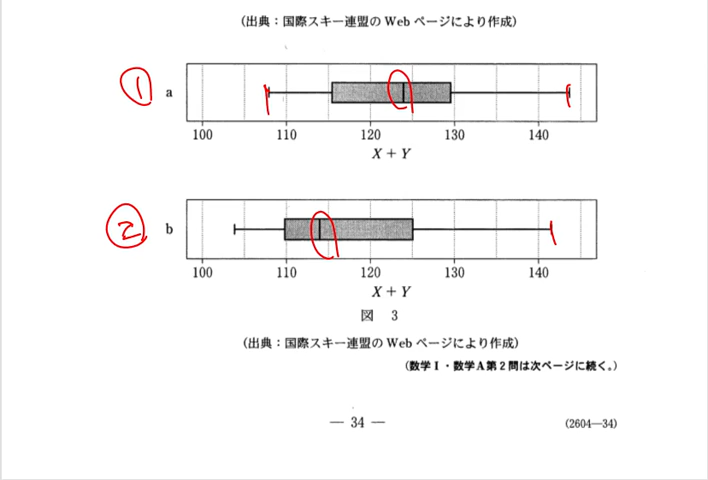 (出典：国際スキー連盟の Web ページにより作成)
① a
100 110 120 130 140
X + Y
② b
100 110 120 130 140
X + Y
図 3
(出典：国際スキー連盟の Web ページにより作成)
(数学Ⅰ・数学A第2問は次ページに続く。)
— 34 —
(2604—34)